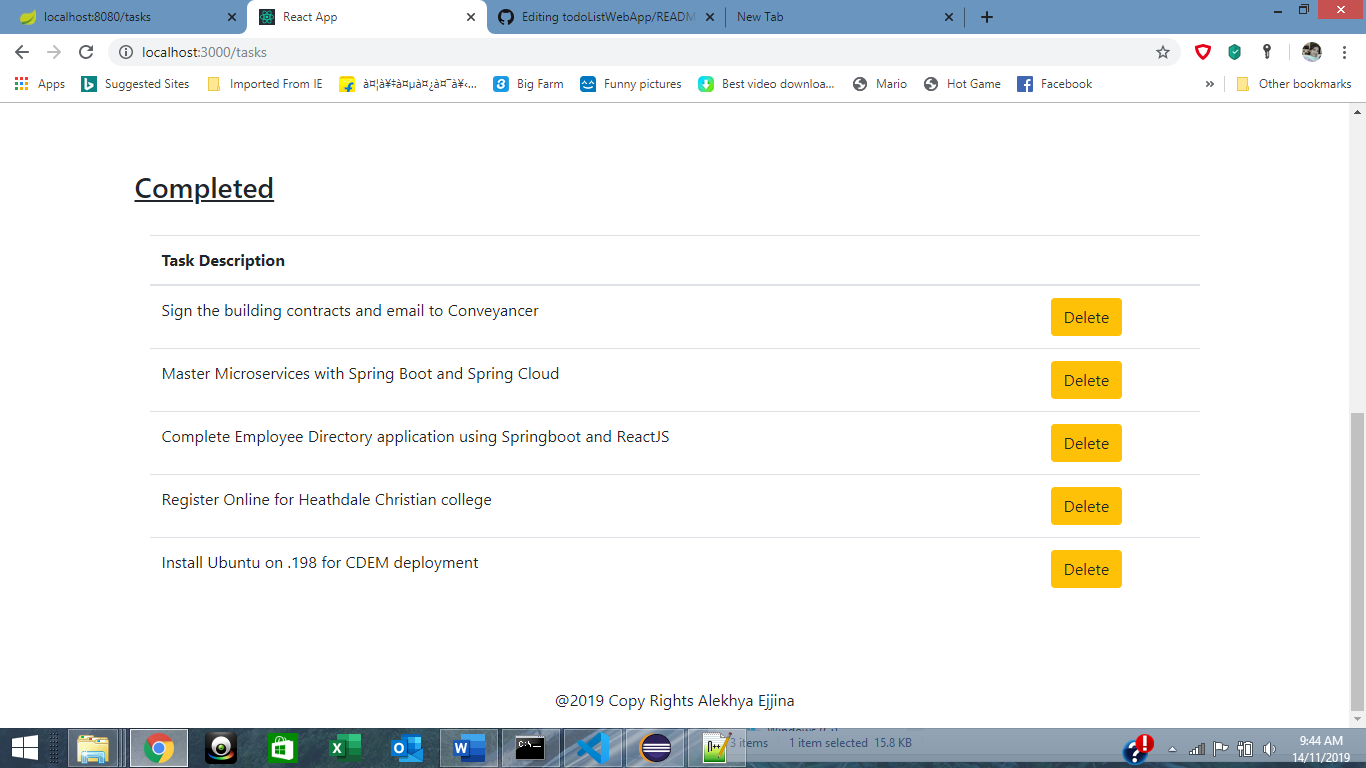 localhost:8080/tasks
React App
Editing todoListWebApp/READM
New Tab
localhost:3000/tasks
Apps
Suggested Sites
Imported From IE
Big Farm
Funny pictures
Best video downloa...
Mario
Hot Game
Facebook
»
Other bookmarks
Completed
Task Description
Sign the building contracts and email to Conveyancer
Delete
Master Microservices with Spring Boot and Spring Cloud
Delete
Complete Employee Directory application using Springboot and ReactJS
Delete
Register Online for Heathdale Christian college
Delete
Install Ubuntu on .198 for CDEM deployment
Delete
@2019 Copy Rights Alekhya Ejjina
3 items
1 item selected 15.8 KB
9:44 AM
14/11/2019